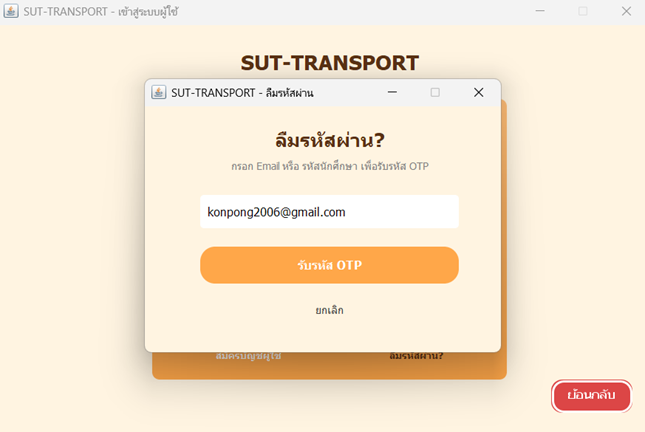 SUT-TRANSPORT - เข้าสู่ระบบผู้ใช้
SUT-TRANSPORT
SUT-TRANSPORT - ลืมรหัสผ่าน
ลืมรหัสผ่าน?
กรอก Email หรือ รหัสนักศึกษา เพื่อรับรหัส OTP
konpong2006@gmail.com
รับรหัส OTP
ยกเลิก
สมัครบัญชีผู้ใช้
ลืมรหัสผ่าน?
ย้อนกลับ